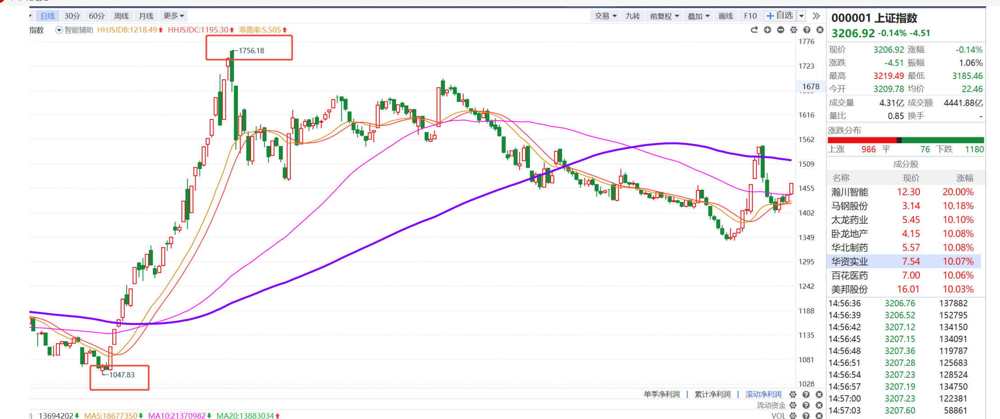 日线 30分 60分 周线 月线 更多 交易 九转 前复权 叠加 画线 F10 自选
指数 智能辅助 HHJSJDB:1218.49 HHJSJDC:1195.30 乖离率:5.505
1776
1723
1678
1616
1562
1509
1455
1402
1349
1295
1242
1188
1135
1081
1028
←1756.18
←1047.83
单季净利润 累计净利润 滚动净利润
流动资金
13694202 MA5:18677350 MA10:21370982 MA20:13883034 VOL
000001 上证指数
3206.92 -0.14% -4.51
现价 3206.92 涨幅 -0.14%
涨跌 -4.51 振幅 1.06%
最高 3219.49 最低 3185.46
今开 3209.78 均价 22.46
成交量 4.31亿 成交额 4441.88亿
量比 0.85 换手 -
涨跌分布
上涨 986 平 76 下跌 1180
成分股
名称 现价 涨幅
瀚川智能 12.30 20.00%
马钢股份 3.14 10.18%
太龙药业 5.45 10.10%
卧龙地产 4.15 10.08%
华北制药 5.57 10.08%
华资实业 7.54 10.07%
百花医药 7.00 10.06%
美邦股份 16.01 10.03%
14:56:36 3206.76 137882
14:56:39 3206.52 152795
14:56:42 3207.12 134150
14:56:45 3207.15 134091
14:56:48 3207.36 119787
14:56:51 3207.28 125683
14:56:54 3207.23 128524
14:56:57 3207.19 134750
14:57:00 3207.23 122381
14:57:03 3207.60 58861